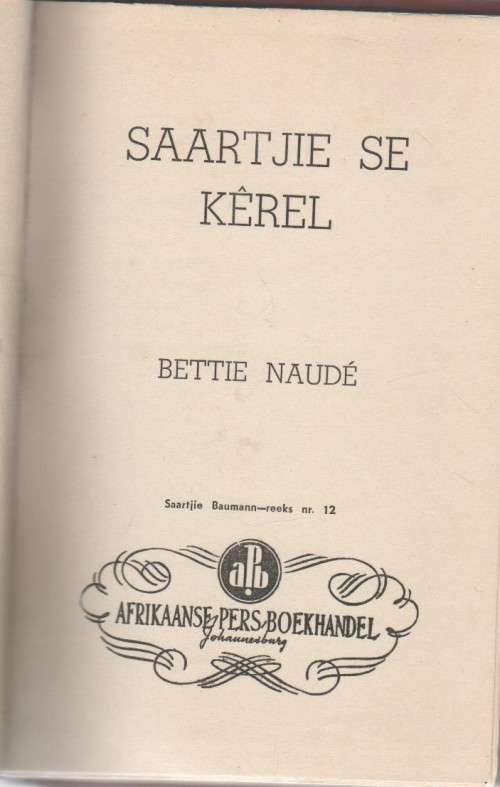 SAARTJIE SE
KÊREL
BETTIE NAUDÉ
Saartjie Baumann—reeks nr. 12
aPb
AFRIKAANSE PERS BOEKHANDEL
Johannesburg